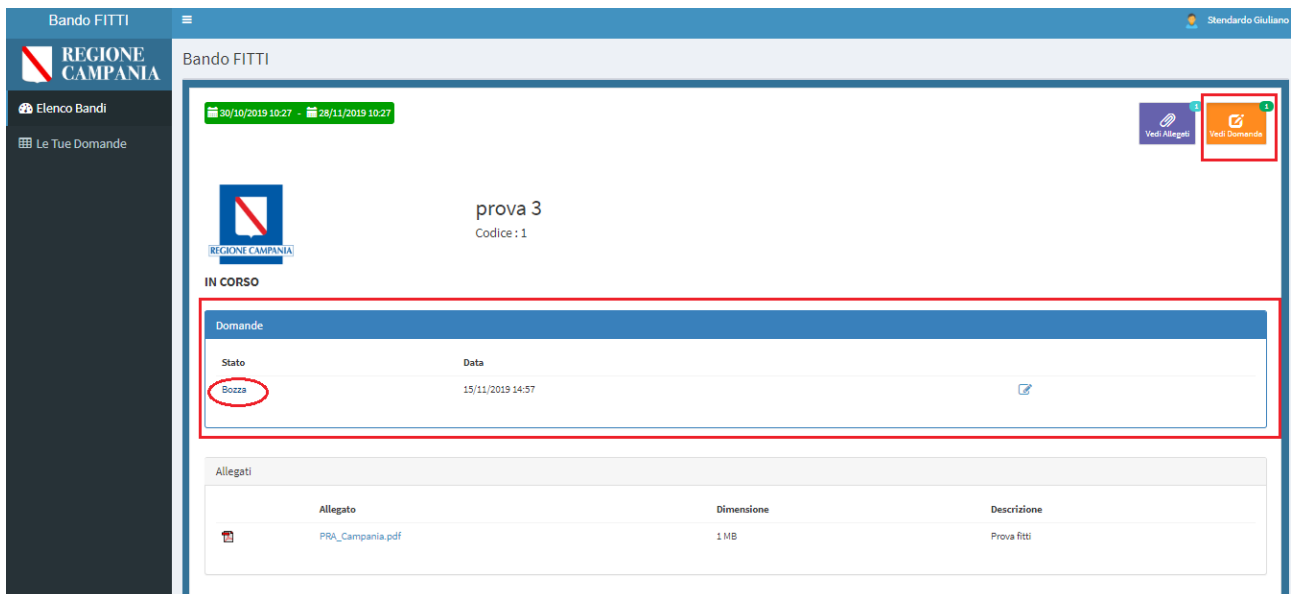 Bando FITTI
Stendardo Giuliano
REGIONE
CAMPANIA
Bando FITTI
Elenco Bandi
Le Tue Domande
30/10/2019 10:27 - 28/11/2019 10:27
1
Vedi Allegati
1
Vedi Domande
REGIONE CAMPANIA
prova 3
Codice : 1
IN CORSO
Domande
Stato Data
Bozza 15/11/2019 14:57
Allegati
Allegato Dimensione Descrizione
PRA_Campania.pdf 1 MB Prova fitti